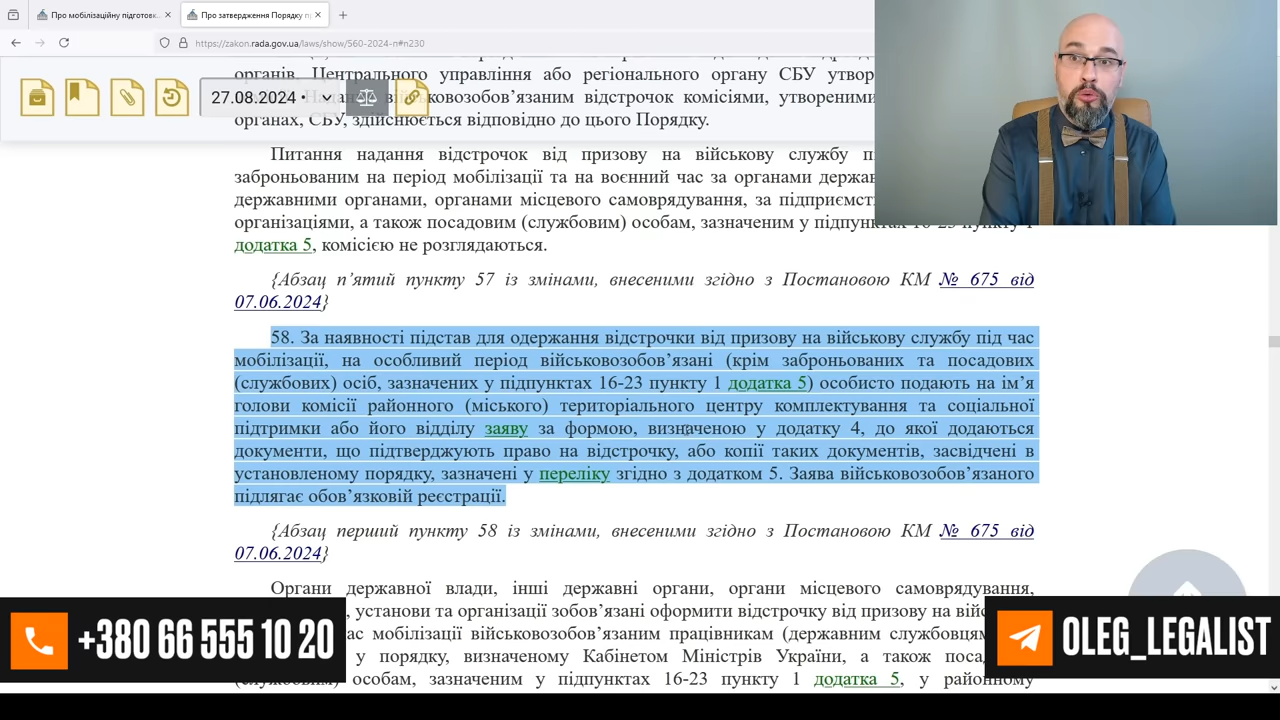 Про мобілізаційну підготовк
Про затвердження Порядку п
https://zakon.rada.gov.ua/laws/show/560-2024-п#n230
27.08.2024 •
органів, Центрального управління або регіонального органу СБУ утвор
військовозобов’язаним відстрочок комісіями, утвореними
органах, СБУ, здійснюється відповідно до цього Порядку.
Питання надання відстрочок від призову на військову службу п
заброньованим на період мобілізації та на воєнний час за органами держав
державними органами, органами місцевого самоврядування, за підприємст
організаціями, а також посадовим (службовим) особам, зазначеним у підпунктах 16-23 пункту 1
додатка 5, комісією не розглядаються.
{Абзац п’ятий пункту 57 із змінами, внесеними згідно з Постановою КМ № 675 від
07.06.2024}
58. За наявності підстав для одержання відстрочки від призову на військову службу під час
мобілізації, на особливий період військовозобов’язані (крім заброньованих та посадових
(службових) осіб, зазначених у підпунктах 16-23 пункту 1 додатка 5) особисто подають на ім’я
голови комісії районного (міського) територіального центру комплектування та соціальної
підтримки або його відділу заяву за формою, визначеною у додатку 4, до якої додаються
документи, що підтверджують право на відстрочку, або копії таких документів, засвідчені в
установленому порядку, зазначені у переліку згідно з додатком 5. Заява військовозобов’язаного
підлягає обов’язковій реєстрації.
{Абзац перший пункту 58 із змінами, внесеними згідно з Постановою КМ № 675 від
07.06.2024}
Органи державної влади, інші державні органи, органи місцевого самоврядування,
установи та організації зобов’язані оформити відстрочку від призову на війс
ас мобілізації військовозобов’язаним працівникам (державним службовцям
у порядку, визначеному Кабінетом Міністрів України, а також поса
(службовим) особам, зазначеним у підпунктах 16-23 пункту 1 додатка 5, у районному
+380 66 555 10 20
OLEG_LEGALIST